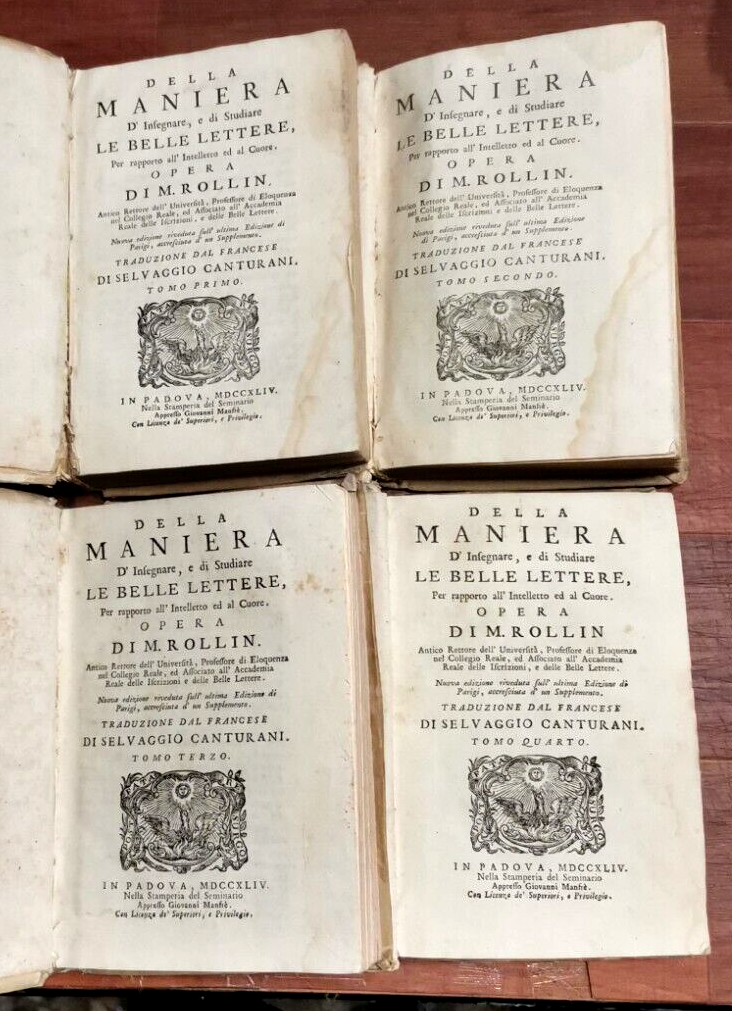 DELLA
MANIERA
D' Insegnare, e di Studiare
LE BELLE LETTERE,
Per rapporto all' Intelletto ed al Cuore.
OPERA
DI M. ROLLIN.
Antico Rettore dell' Università, Professore di Eloquenza
nel Collegio Reale, ed Associato all' Accademia
Reale delle Iscrizioni, e delle Belle Lettere.
Nuova edizione riveduta sull' ultima Edizione di
Parigi, accresciuta d' un Supplemento.
TRADUZIONE DAL FRANCESE
DI SELVAGGIO CANTURANI.
TOMO PRIMO.
POST
IN PADOVA, MDCCXLIV.
Nella Stamperia del Seminario
Appresso Giovanni Manfrè.
Con Licenza de' Superiori, e Privilegio.
DELLA
MANIERA
D' Insegnare, e di Studiare
LE BELLE LETTERE,
Per rapporto all' Intelletto ed al Cuore.
OPERA
DI M. ROLLIN.
Antico Rettore dell' Università, Professore di Eloquenza
nel Collegio Reale, ed Associato all' Accademia
Reale delle Iscrizioni, e delle Belle Lettere.
Nuova edizione riveduta sull' ultima Edizione
di Parigi, accresciuta d' un Supplemento.
TRADUZIONE DAL FRANCESE
DI SELVAGGIO CANTURANI.
TOMO SECONDO.
IN PADOVA, MDCCXLIV.
Nella Stamperia del Seminario
Appresso Giovanni Manfrè.
Con Licenza de' Superiori, e Privilegio.
DELLA
MANIERA
D' Insegnare, e di Studiare
LE BELLE LETTERE,
Per rapporto all' Intelletto ed al Cuore.
OPERA
DI M. ROLLIN.
Antico Rettore dell' Università, Professore di Eloquenza
nel Collegio Reale, ed Associato all' Accademia
Reale delle Iscrizioni e delle Belle Lettere.
Nuova edizione riveduta sull' ultima Edizione di
Parigi, accresciuta d' un Supplemento.
TRADUZIONE DAL FRANCESE
DI SELVAGGIO CANTURANI.
TOMO TERZO.
POST FATA RESURGO
IN PADOVA, MDCCXLIV.
Nella Stamperia del Seminario
Appresso Giovanni Manfrè.
Con Licenza de' Superiori, e Privilegio.
DELLA
MANIERA
D' Insegnare, e di Studiare
LE BELLE LETTERE,
Per rapporto all' Intelletto ed al Cuore.
OPERA
DI M. ROLLIN
Antico Rettore dell' Università, Professore di Eloquenza
nel Collegio Reale, ed Associato all' Accademia
Reale delle Iscrizioni, e delle Belle Lettere.
Nuova edizione riveduta sull' ultima Edizione di
Parigi, accresciuta d' un Supplemento.
TRADUZIONE DAL FRANCESE
DI SELVAGGIO CANTURANI.
TOMO QUARTO.
POST FATA RESURGO
IN PADOVA, MDCCXLIV.
Nella Stamperia del Seminario
Appresso Giovanni Manfrè.
Con Licenza de' Superiori, e Privilegio.